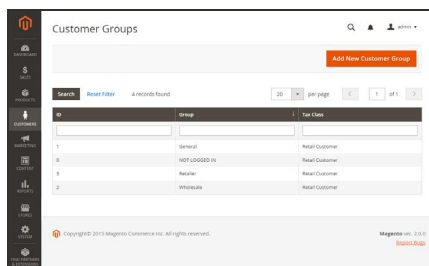 Customer Groups
admin
DASHBOARD
SALES
PRODUCTS
CUSTOMERS
MARKETING
CONTENT
REPORTS
STORES
SYSTEM
FIND PARTNERS
& EXTENSIONS
Add New Customer Group
Search Reset Filter 4 records found 20 per page 1 of 1
ID Group Tax Class
1 General Retail Customer
0 NOT LOGGED IN Retail Customer
3 Retailer Retail Customer
2 Wholesale Retail Customer
Copyright© 2015 Magento Commerce Inc. All rights reserved. Magento ver. 2.0.0
Report Bugs